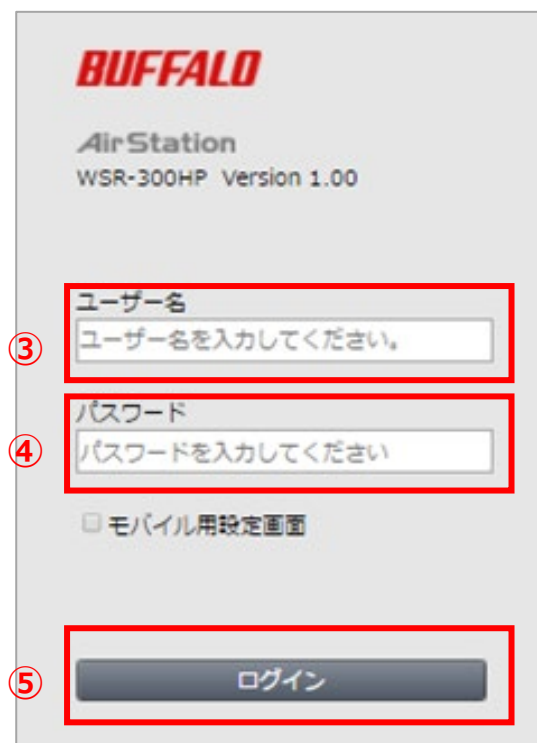 BUFFALO
AirStation
WSR-300HP Version 1.00
ユーザー名
③ ユーザー名を入力してください。
パスワード
④ パスワードを入力してください
モバイル用設定画面
⑤ ログイン